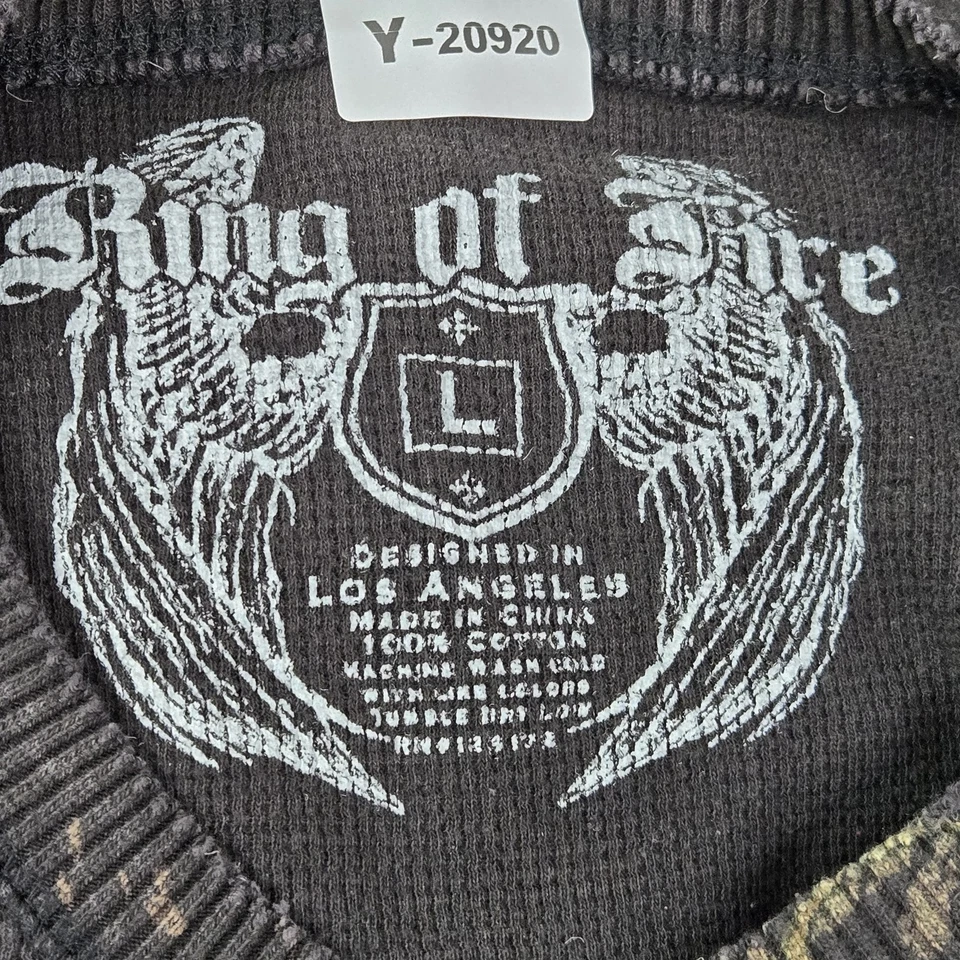 Y-20920
Ring of Fire
L
DESIGNED IN
LOS ANGELES
MADE IN CHINA
100% COTTON
MACHINE WASH COLD
WITH LIKE COLORS
TUMBLE DRY LOW